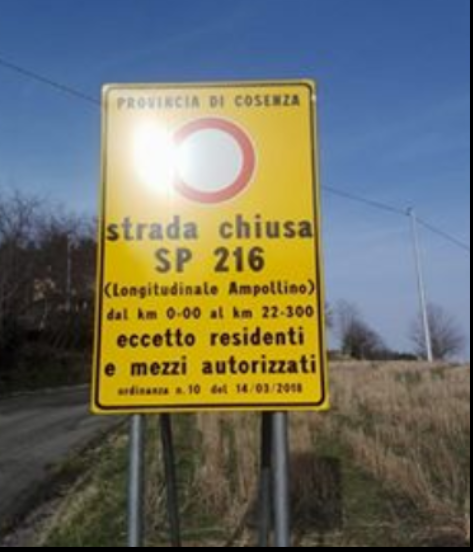 PROVINCIA DI COSENZA
strada chiusa
SP 216
(Longitudinale Ampollino)
dal km 0-00 al km 22-300
eccetto residenti
e mezzi autorizzati
ordinanza n.10 del 14/03/2018